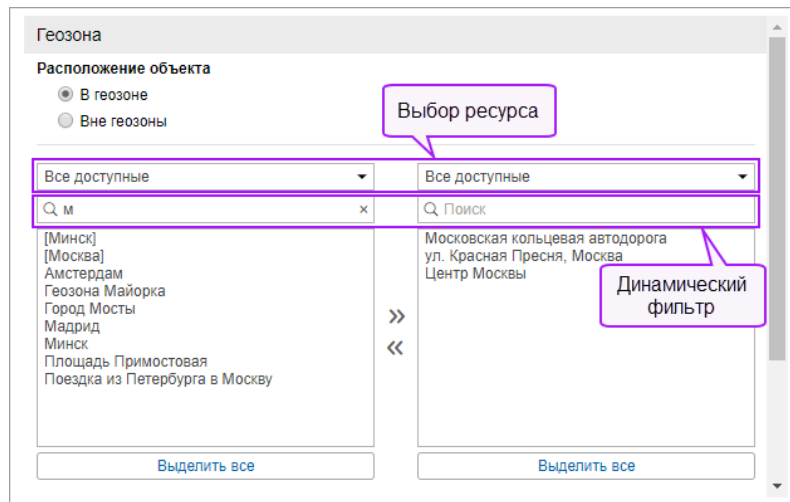 Геозона
Расположение объекта
В геозоне
Вне геозоны
Выбор ресурса
Все доступные
Все доступные
м
×
Поиск
[Минск]
[Москва]
Амстердам
Геозона Майорка
Город Мосты
Мадрид
Минск
Площадь Примостовая
Поездка из Петербурга в Москву
Московская кольцевая автодорога
ул. Красная Пресня, Москва
Центр Москвы
Динамический
фильтр
Выделить все
Выделить все